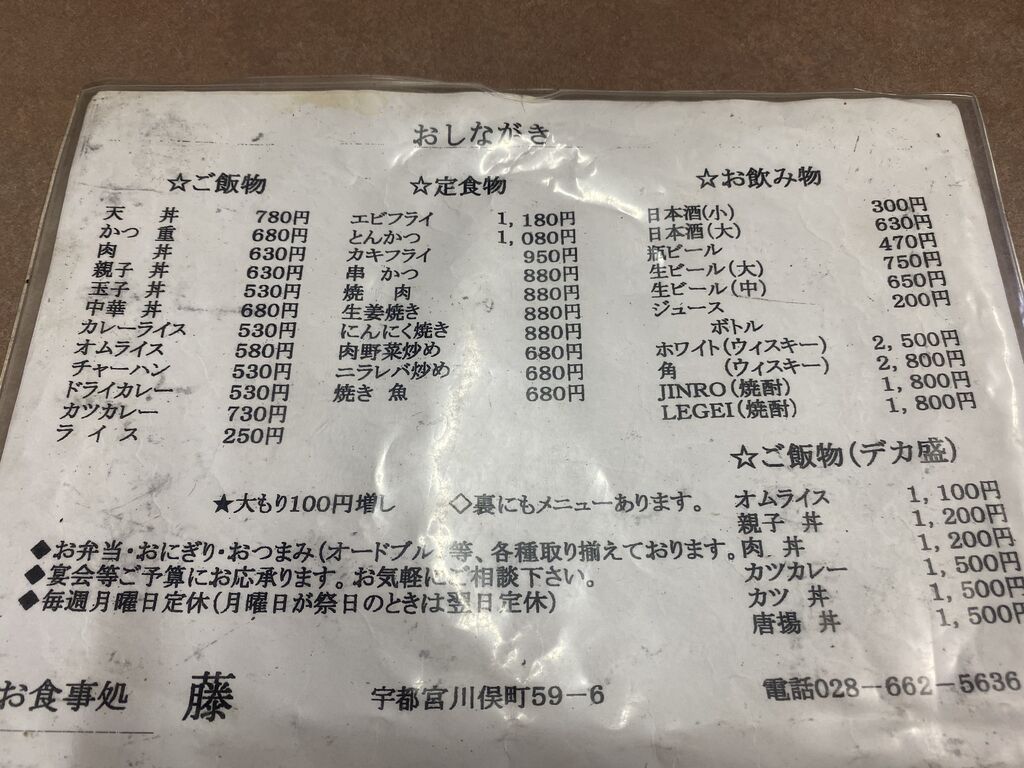 おしながき
☆ご飯物
天丼 780円
かつ重 680円
肉丼 630円
親子丼 630円
玉子丼 530円
中華丼 680円
カレーライス 530円
オムライス 580円
チャーハン 530円
ドライカレー 530円
カツカレー 730円
ライス 250円
☆定食物
エビフライ 1,180円
とんかつ 1,080円
カキフライ 950円
串かつ 880円
焼肉 880円
生姜焼き 880円
にんにく焼き 880円
肉野菜炒め 680円
ニラレバ炒め 680円
焼き魚 680円
☆お飲み物
日本酒(小) 300円
日本酒(大) 630円
瓶ビール 470円
生ビール(大) 750円
生ビール(中) 650円
ジュース 200円
ボトル
ホワイト(ウィスキー) 2,500円
角(ウィスキー) 2,800円
JINRO(焼酎) 1,800円
LEGEI(焼酎) 1,800円
☆ご飯物(デカ盛)
オムライス 1,100円
親子丼 1,200円
肉丼 1,200円
カツカレー 1,500円
カツ丼 1,500円
唐揚丼 1,500円
★大もり100円増し ◇裏にもメニューあります。
◆お弁当・おにぎり・おつまみ(オードブル)等、各種取り揃えております。
◆宴会等ご予算にお応承ります。お気軽にご相談下さい。
◆毎週月曜日定休(月曜日が祭日のときは翌日定休)
お食事処 藤 宇都宮川俣町59-6 電話028-662-5636